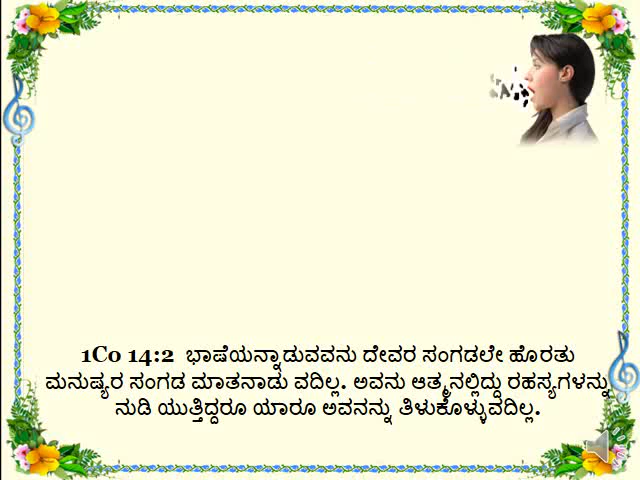 1Co 14:2 ಭಾಷೆಯನ್ನಾಡುವವನು ದೇವರ ಸಂಗಡಲೇ ಹೊರತು
ಮನುಷ್ಯರ ಸಂಗಡ ಮಾತನಾಡು ವದಿಲ್ಲ. ಅವನು ಆತ್ಮನಲ್ಲಿದ್ದು ರಹಸ್ಯಗಳನ್ನು
ನುಡಿ ಯುತ್ತಿದ್ದರೂ ಯಾರೂ ಅವನನ್ನು ತಿಳುಕೊಳ್ಳುವದಿಲ್ಲ.